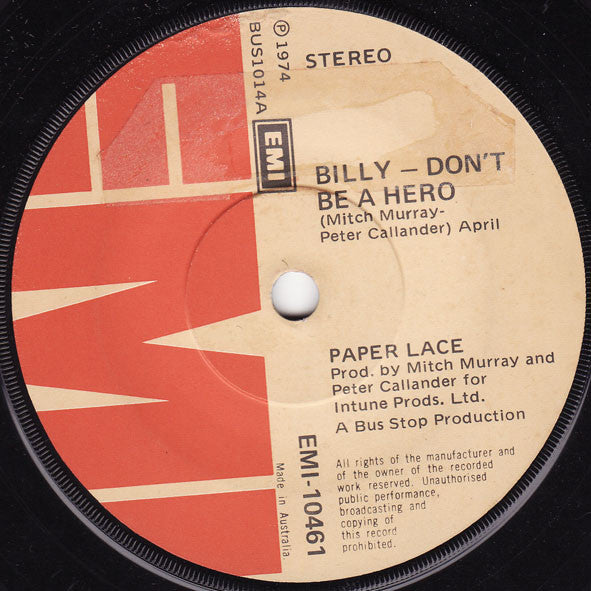 STEREO
℗ 1974
BUS1014A
EMI
BILLY – DON'T
BE A HERO
(Mitch Murray-
Peter Callander) April
PAPER LACE
Prod. by Mitch Murray and
Peter Callander for
Intune Prods. Ltd.
A Bus Stop Production
EMI-10461
Made in Australia
All rights of the manufacturer and
of the owner of the recorded
work reserved. Unauthorised
public performance,
broadcasting and
copying of
this record
prohibited.
EMI